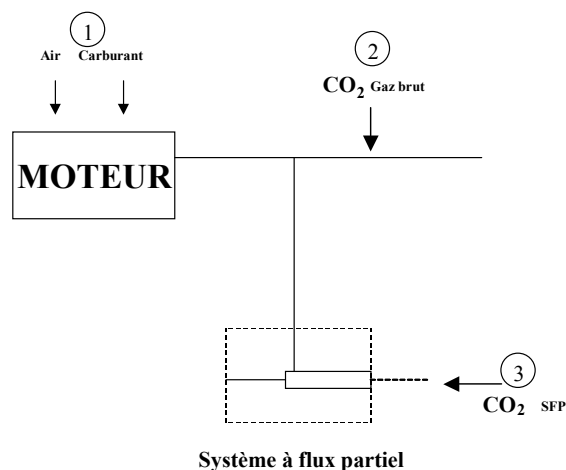 1
Air Carburant
2
CO2 Gaz brut
MOTEUR
3
CO2 SFP
Système à flux partiel